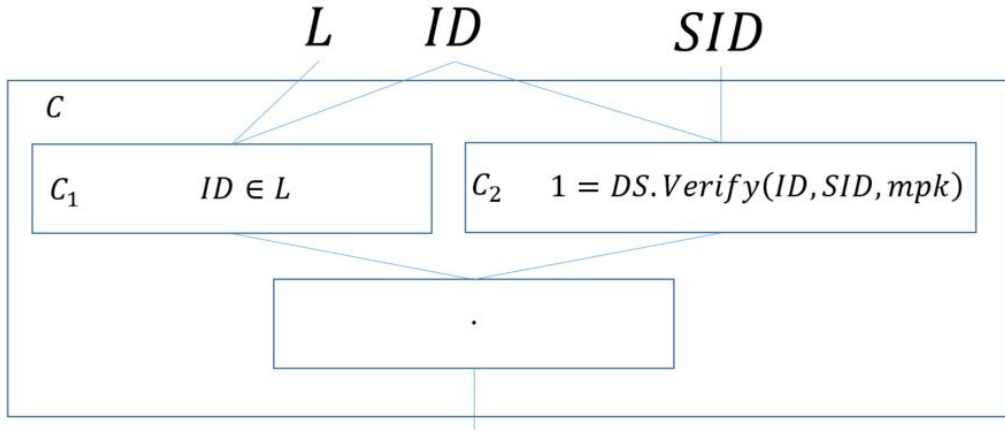 L ID SID
C
C₁ ID ∈ L
C₂ 1 = DS.Verify(ID, SID, mpk)
·